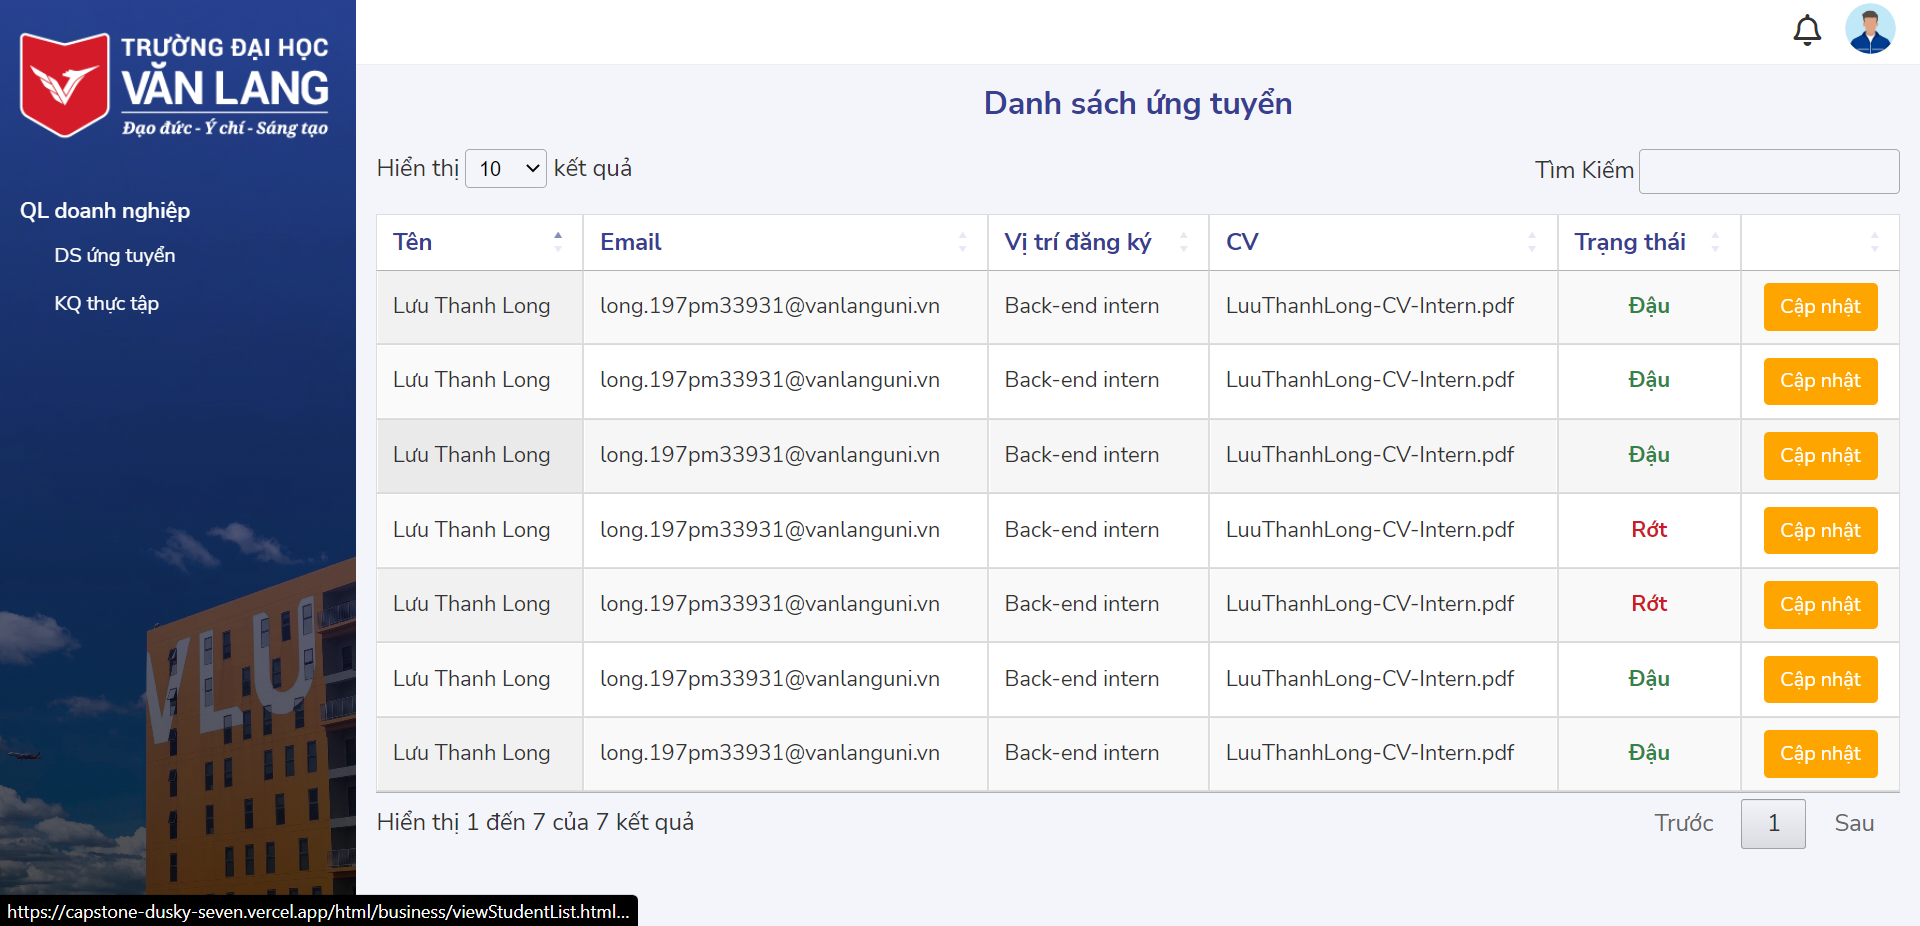 TRƯỜNG ĐẠI HỌC
VĂN LANG
Đạo đức - Ý chí - Sáng tạo
QL doanh nghiệp
DS ứng tuyển
KQ thực tập
VLU
Danh sách ứng tuyển
Hiển thị 10 kết quả
Tìm Kiếm
Tên Email Vị trí đăng ký CV Trạng thái
Lưu Thanh Long long.197pm33931@vanlanguni.vn Back-end intern LuuThanhLong-CV-Intern.pdf Đậu Cập nhật
Lưu Thanh Long long.197pm33931@vanlanguni.vn Back-end intern LuuThanhLong-CV-Intern.pdf Đậu Cập nhật
Lưu Thanh Long long.197pm33931@vanlanguni.vn Back-end intern LuuThanhLong-CV-Intern.pdf Đậu Cập nhật
Lưu Thanh Long long.197pm33931@vanlanguni.vn Back-end intern LuuThanhLong-CV-Intern.pdf Rớt Cập nhật
Lưu Thanh Long long.197pm33931@vanlanguni.vn Back-end intern LuuThanhLong-CV-Intern.pdf Rớt Cập nhật
Lưu Thanh Long long.197pm33931@vanlanguni.vn Back-end intern LuuThanhLong-CV-Intern.pdf Đậu Cập nhật
Lưu Thanh Long long.197pm33931@vanlanguni.vn Back-end intern LuuThanhLong-CV-Intern.pdf Đậu Cập nhật
Hiển thị 1 đến 7 của 7 kết quả
Trước 1 Sau
https://capstone-dusky-seven.vercel.app/html/business/viewStudentList.html...